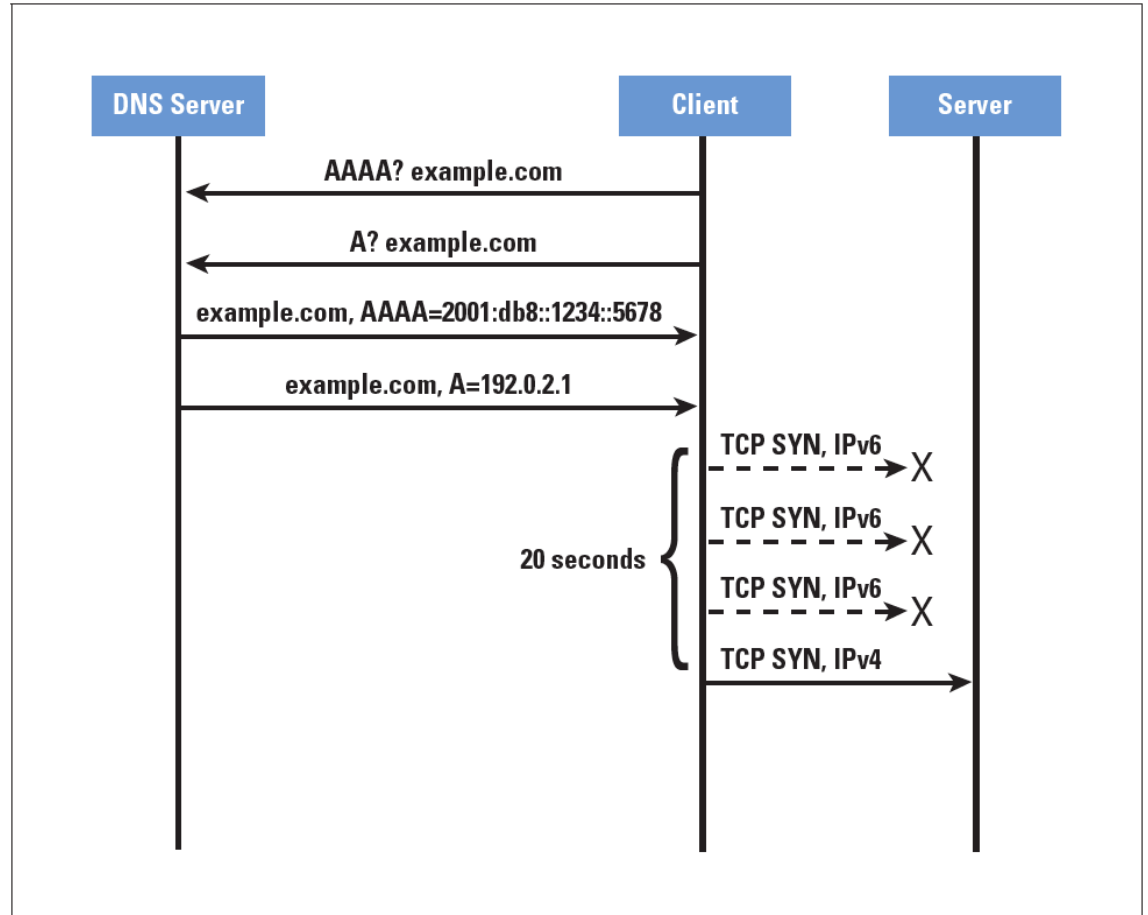 DNS Server
Client
Server
AAAA? example.com
A? example.com
example.com, AAAA=2001:db8::1234::5678
example.com, A=192.0.2.1
TCP SYN, IPv6
X
TCP SYN, IPv6
X
20 seconds
TCP SYN, IPv6
X
TCP SYN, IPv4